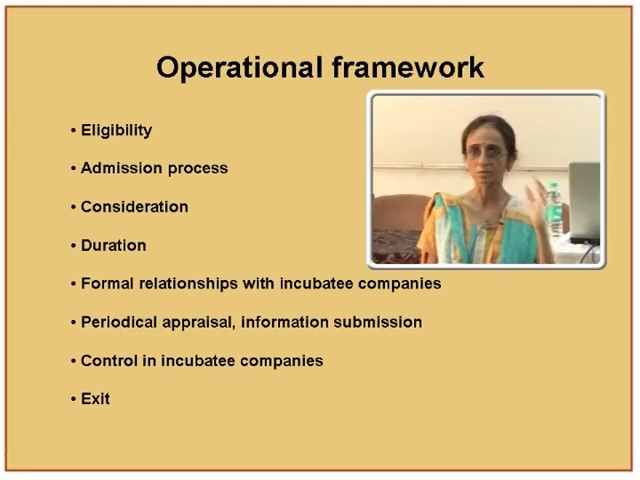 Operational framework
• Eligibility
• Admission process
• Consideration
• Duration
• Formal relationships with incubatee companies
• Periodical appraisal, information submission
• Control in incubatee companies
• Exit